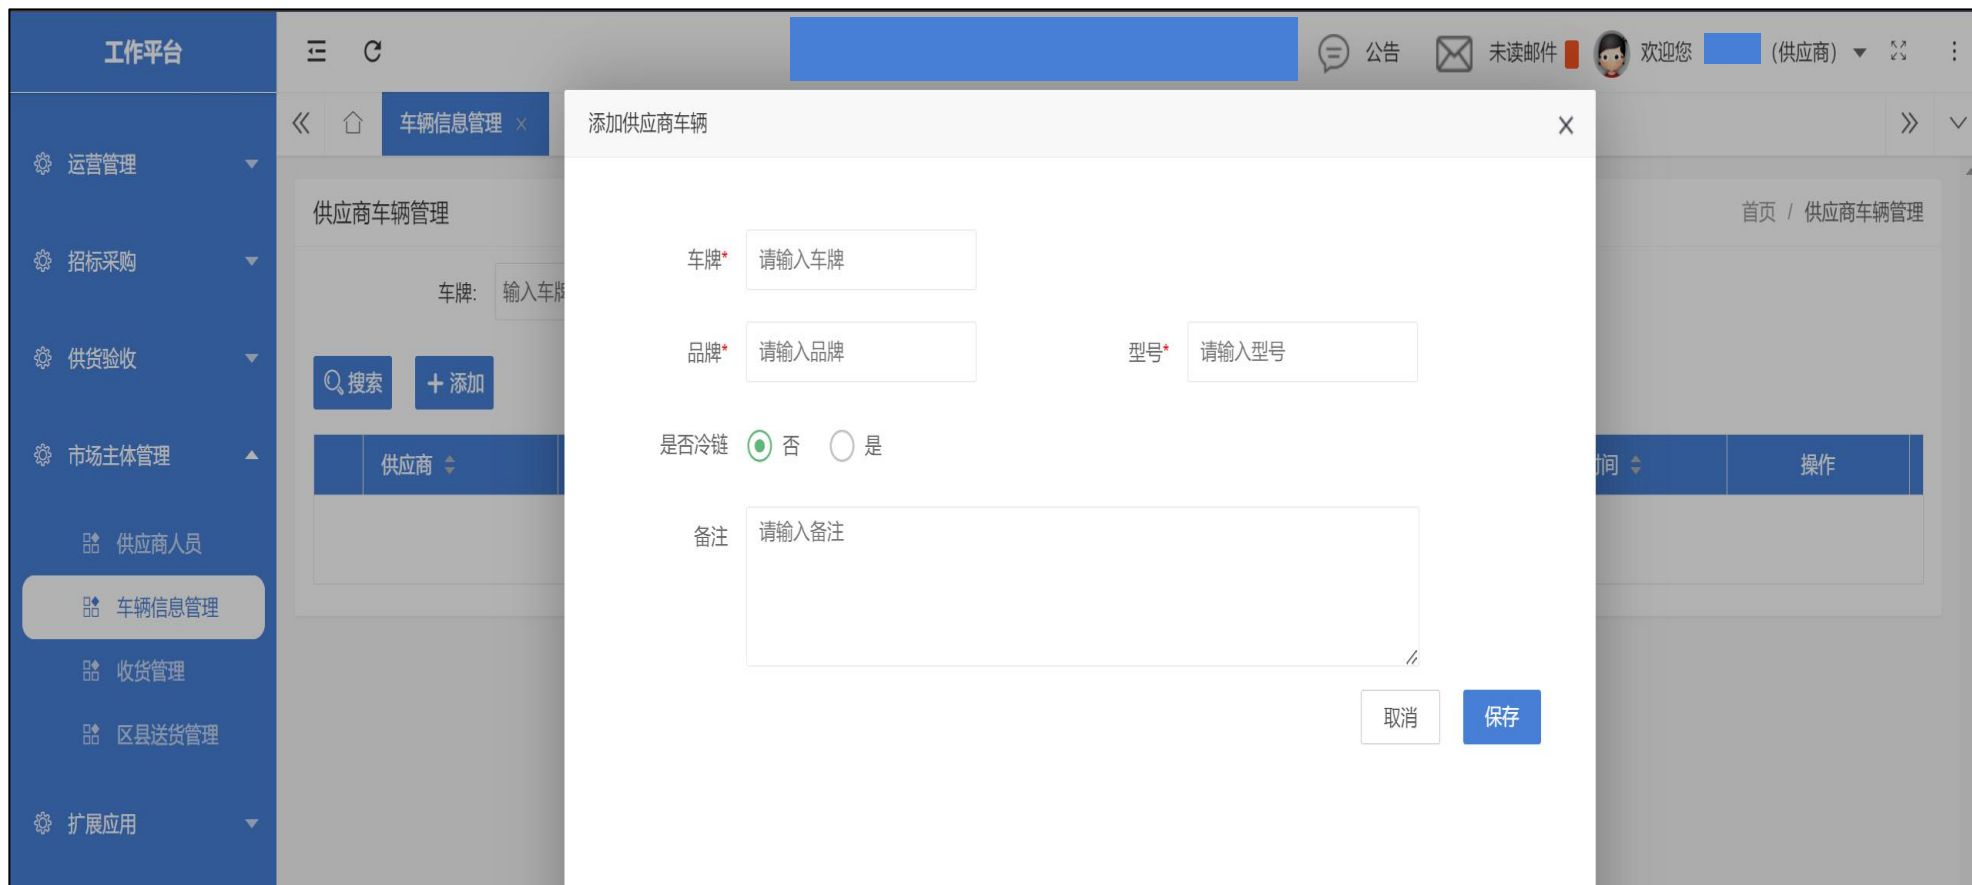 工作平台
公告
未读邮件
欢迎您
(供应商)
车辆信息管理
添加供应商车辆
运营管理
供应商车辆管理
首页 / 供应商车辆管理
车牌* 请输入车牌
招标采购
车牌: 输入车牌
品牌* 请输入品牌
型号* 请输入型号
供货验收
搜索
添加
是否冷链 否 是
市场主体管理
供应商
时间
操作
备注 请输入备注
供应商人员
车辆信息管理
收货管理
取消
保存
区县送货管理
扩展应用